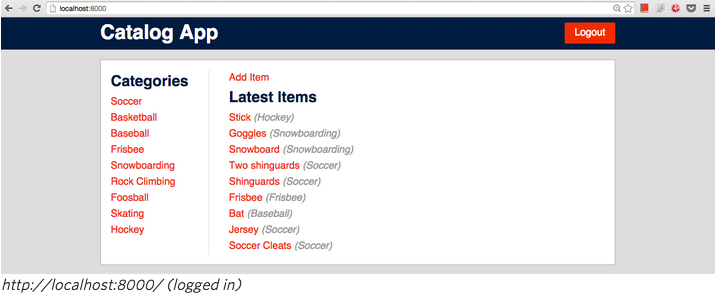 localhost:8000
Catalog App
Logout
Categories
Soccer
Basketball
Baseball
Frisbee
Snowboarding
Rock Climbing
Foosball
Skating
Hockey
Add Item
Latest Items
Stick (Hockey)
Goggles (Snowboarding)
Snowboard (Snowboarding)
Two shinguards (Soccer)
Shinguards (Soccer)
Frisbee (Frisbee)
Bat (Baseball)
Jersey (Soccer)
Soccer Cleats (Soccer)
http://localhost:8000/ (logged in)